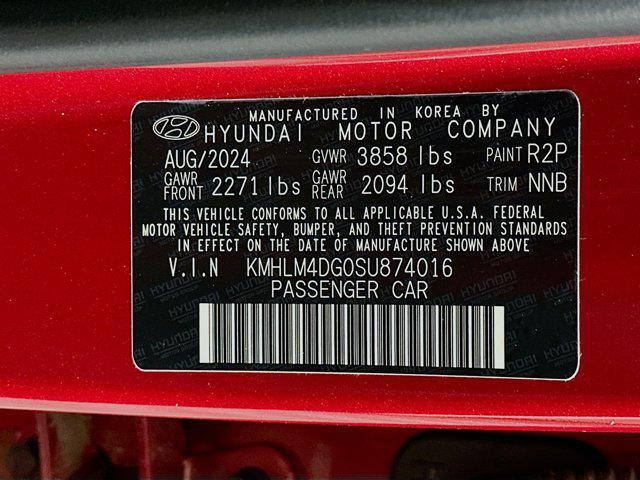 MANUFACTURED IN KOREA BY
HYUNDAI MOTOR COMPANY
AUG/2024 GVWR 3858 lbs PAINT R2P
GAWR FRONT 2271 lbs GAWR REAR 2094 lbs TRIM NNB
THIS VEHICLE CONFORMS TO ALL APPLICABLE U.S.A. FEDERAL
MOTOR VEHICLE SAFETY, BUMPER, AND THEFT PREVENTION STANDARDS
IN EFFECT ON THE DATE OF MANUFACTURE SHOWN ABOVE
V.I.N KMHLM4DG0SU874016
PASSENGER CAR